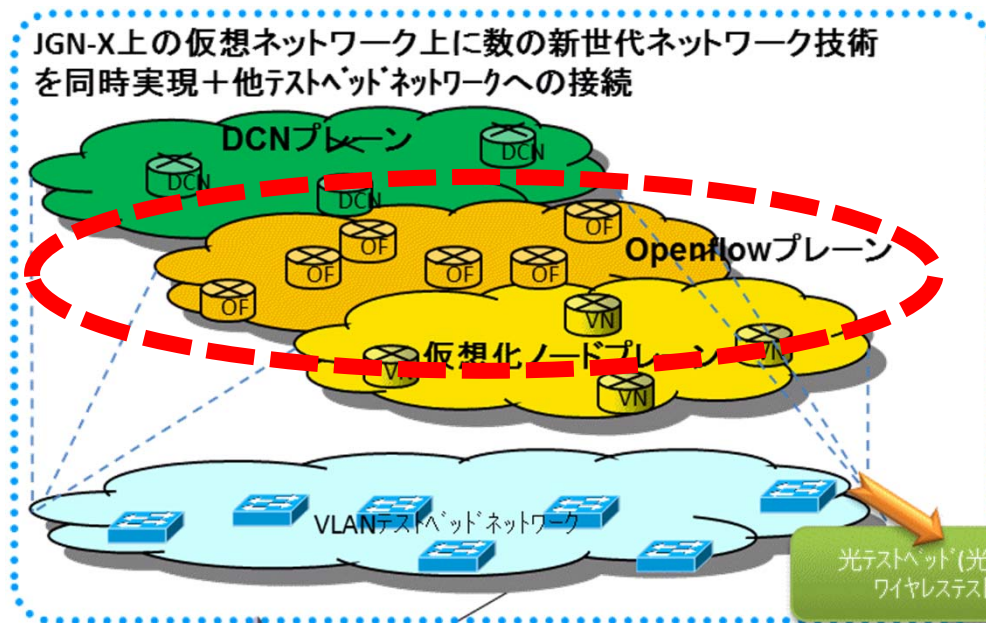 JGN-X上の仮想ネットワーク上に数の新世代ネットワーク技術
を同時実現＋他ﾃｽﾄﾍﾞｯﾄﾞﾈｯﾄﾜｰｸへの接続
DCNプレーン
DCN
DCN
DCN
OF
OF
Openflowプレーン
OF
OF
OF
OF
VN
仮想化ノードプレーン
VN
VN
VN
VLANﾃｽﾄﾍﾞｯﾄﾞﾈｯﾄﾜｰｸ
光ﾃｽﾄﾍﾞｯﾄﾞ(光
ワイヤレステスト